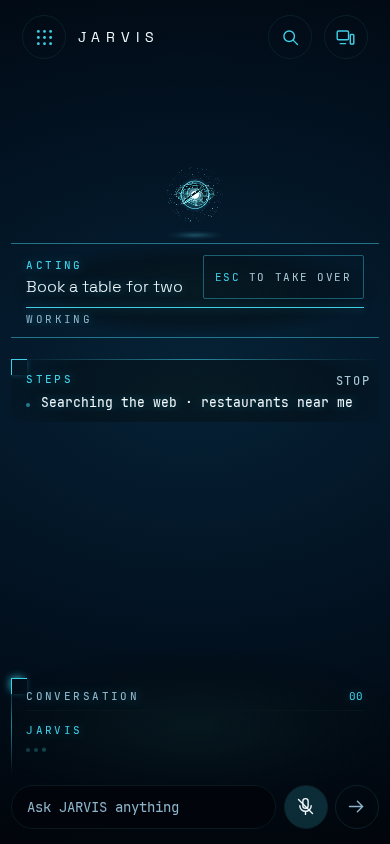 JARVIS
ACTING
Book a table for two
ESC TO TAKE OVER
WORKING
STEPS
STOP
Searching the web · restaurants near me
CONVERSATION
00
JARVIS
Ask JARVIS anything